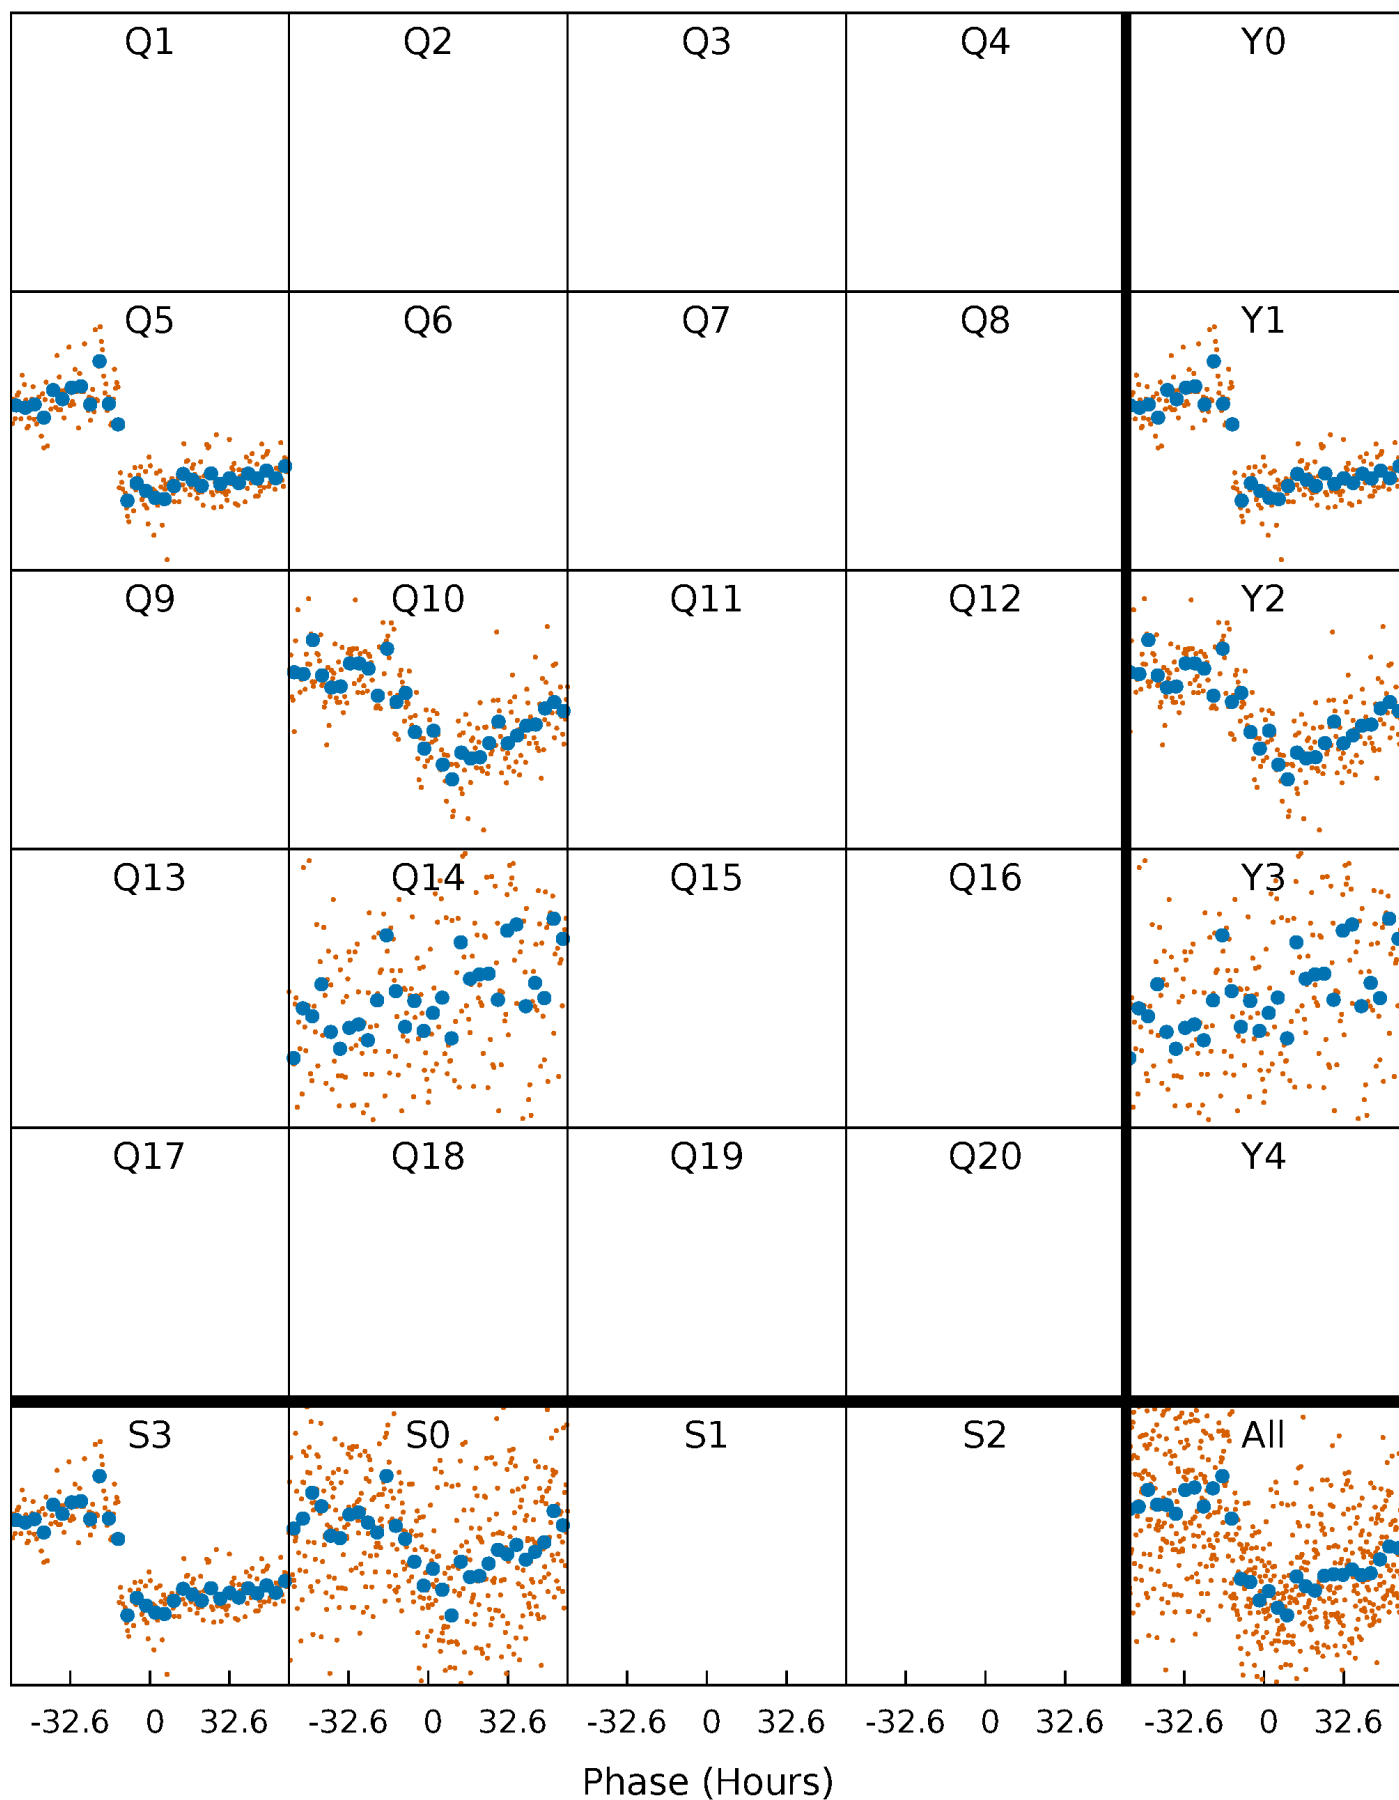 Q1 Q2 Q3 Q4 Y0
Q5 Q6 Q7 Q8 Y1
Q9 Q10 Q11 Q12 Y2
Q13 Q14 Q15 Q16 Y3
Q17 Q18 Q19 Q20 Y4
S3 S0 S1 S2 All
-32.6 0 32.6 -32.6 0 32.6 -32.6 0 32.6 -32.6 0 32.6 -32.6 0 32.6
Phase (Hours)